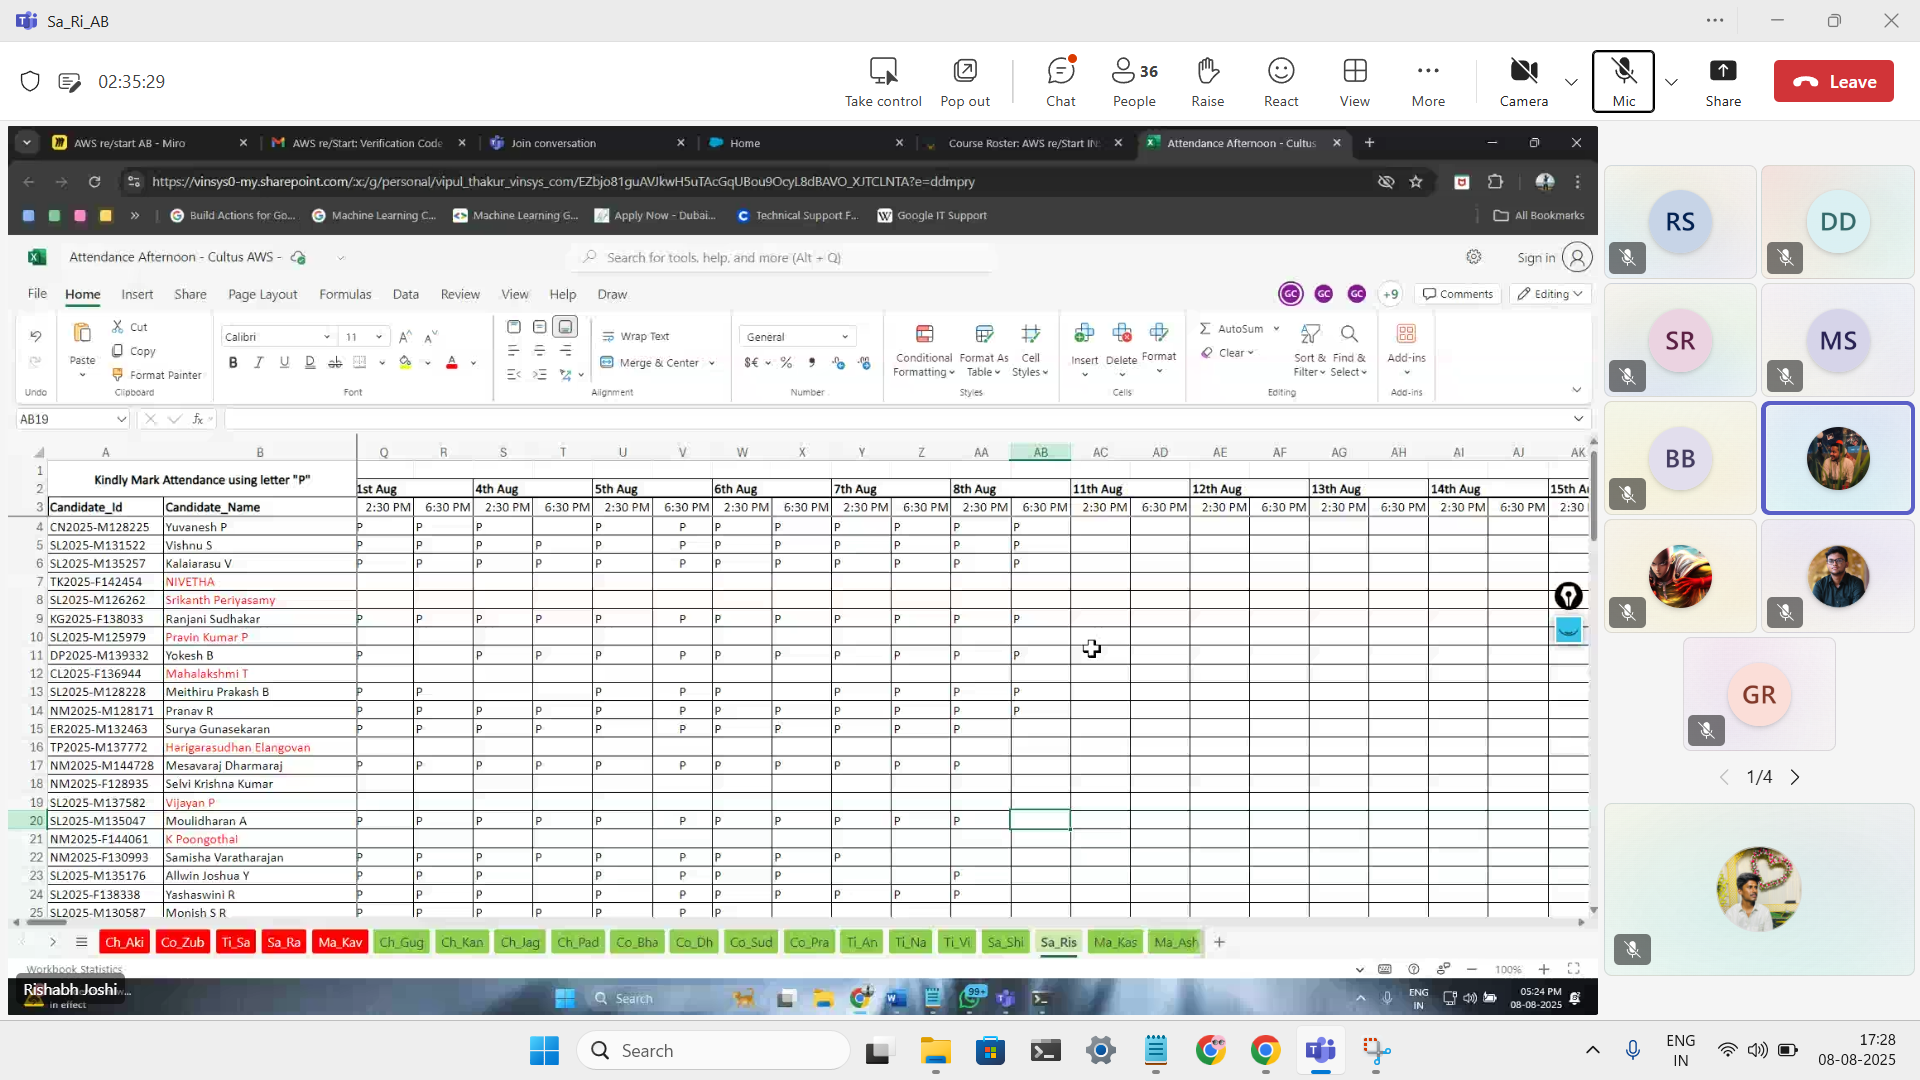 Sa_Ri_AB
02:35:29
Take control
Pop out
Chat
36
People
Raise
React
View
More
Camera
Mic
Share
Leave
AWS re/start AB - Miro
AWS re/Start: Verification Code
Join conversation
Home
Course Roster: AWS re/Start IN:
Attendance Afternoon - Cultus
https://vinsys0-my.sharepoint.com/:x:/g/personal/vipul_thakur_vinsys_com/EZbjo81guAVJkwH5uTAcGqUBou9OcyL8dBAVO_XJTCLNTA?e=ddmpry
Build Actions for Go...
Machine Learning C...
Machine Learning G...
Apply Now - Dubai...
Technical Support F...
Google IT Support
All Bookmarks
Attendance Afternoon - Cultus AWS -
Search for tools, help, and more (Alt + Q)
Sign in
File Home Insert Share Page Layout Formulas Data Review View Help Draw
GC GC GC +9
Comments
Editing
Cut
Copy
Format Painter
Paste
Calibri 11
B I U D ab
Wrap Text
Merge & Center
General
$€ % 9
Conditional Formatting
Format As Table
Cell Styles
Insert Delete Format
AutoSum
Clear
Sort & Filter
Find & Select
Add-ins
Undo Clipboard Font Alignment Number Styles Cells Editing Add-ins
AB19
fx
A B Q R S T U V W X Y Z AA AB AC AD AE AF AG AH AI AJ AK
1 Kindly Mark Attendance using letter "P"
2 1st Aug 4th Aug 5th Aug 6th Aug 7th Aug 8th Aug 11th Aug 12th Aug 13th Aug 14th Aug 15th Au
3 Candidate_Id Candidate_Name 2:30 PM 6:30 PM 2:30 PM 6:30 PM 2:30 PM 6:30 PM 2:30 PM 6:30 PM 2:30 PM 6:30 PM 2:30 PM 6:30 PM 2:30 PM 6:30 PM 2:30 PM 6:30 PM 2:30 PM 6:30 PM 2:30 PM 6:30 PM 2:30
4 CN2025-M128225 Yuvanesh P P P P P P P P P P P P
5 SL2025-M131522 Vishnu S P P P P P P P P P P P P
6 SL2025-M135257 Kalaiarasu V P P P P P P P P P P P P
7 TK2025-F142454 NIVETHA
8 SL2025-M126262 Srikanth Periyasamy
9 KG2025-F138033 Ranjani Sudhakar P P P P P P P P P P P P
10 SL2025-M125979 Pravin Kumar P
11 DP2025-M139332 Yokesh B P P P P P P P P P P P
12 CL2025-F136944 Mahalakshmi T
13 SL2025-M128228 Meithiru Prakash B P P P P P P P P P
14 NM2025-M128171 Pranav R P P P P P P P P P P P P
15 ER2025-M132463 Surya Gunasekaran P P P P P P P P P P P
16 TP2025-M137772 Harigarasudhan Elangovan
17 NM2025-M144728 Mesavaraj Dharmaraj P P P P P P P P P P P
18 NM2025-F128935 Selvi Krishna Kumar
19 SL2025-M137582 Vijayan P
20 SL2025-M135047 Moulidharan A P P P P P P P P P P P
21 NM2025-F144061 K Poongothai
22 NM2025-F130993 Samisha Varatharajan P P P P P P P P P
23 SL2025-M135176 Allwin Joshua Y P P P P P P P P
24 SL2025-F138338 Yashaswini R P P P P P P P P P P
25 SL2025-M130587 Monish S R P P P P P P P
Ch_Aki Co_Zub Ti_Sa Sa_Ra Ma_Kav Ch_Gug Ch_Kan Ch_Jag Ch_Pad Co_Bha Co_Dh Co_Sud Co_Pra Ti_An Ti_Na Ti_Vi Sa_Shi Sa_Ris Ma_Kas Ma_Ash
Workbook Statistics
100%
Rishabh Joshi
in effect
Search
99+
ENG
IN
05:24 PM
08-08-2025
RS
DD
SR
MS
BB
GR
1/4
Search
ENG
IN
17:28
08-08-2025